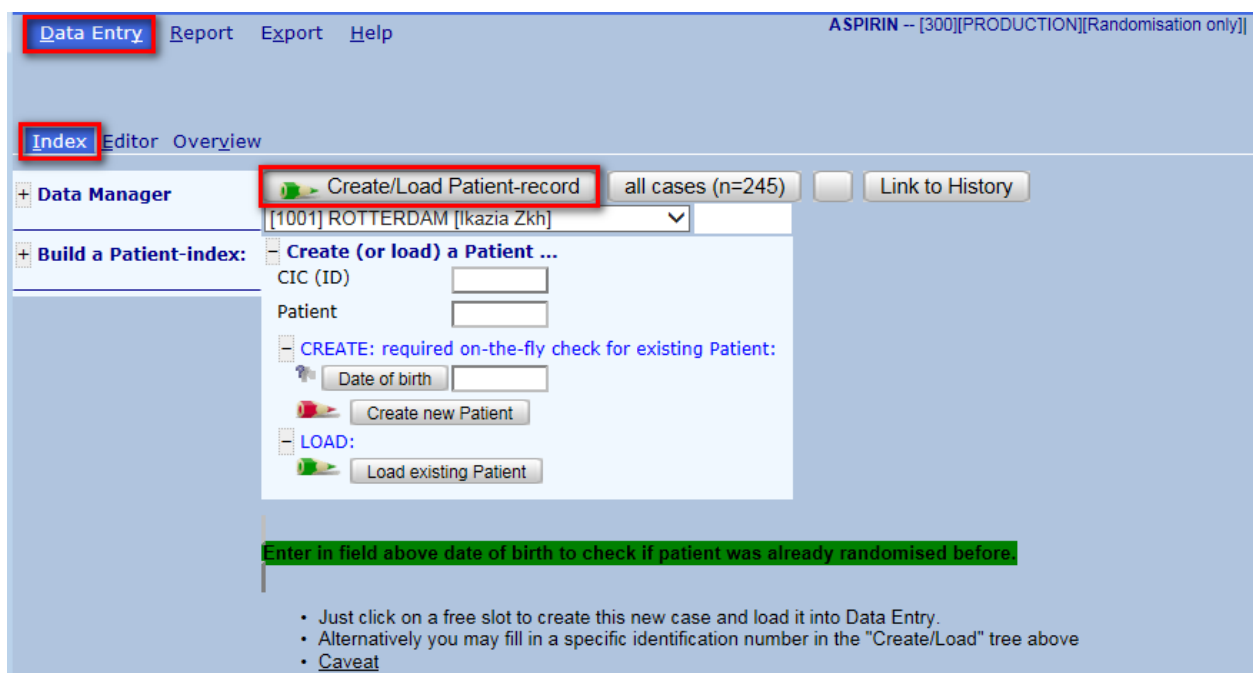 Data Entry Report Export Help
ASPIRIN -- [300][PRODUCTION][Randomisation only]|
Index Editor Overview
+ Data Manager
Create/Load Patient-record all cases (n=245) Link to History
[1001] ROTTERDAM [Ikazia Zkh]
+ Build a Patient-index:
− Create (or load) a Patient ...
CIC (ID)
Patient
− CREATE: required on-the-fly check for existing Patient:
Date of birth
Create new Patient
− LOAD:
Load existing Patient
Enter in field above date of birth to check if patient was already randomised before.
• Just click on a free slot to create this new case and load it into Data Entry.
• Alternatively you may fill in a specific identification number in the "Create/Load" tree above
• Caveat